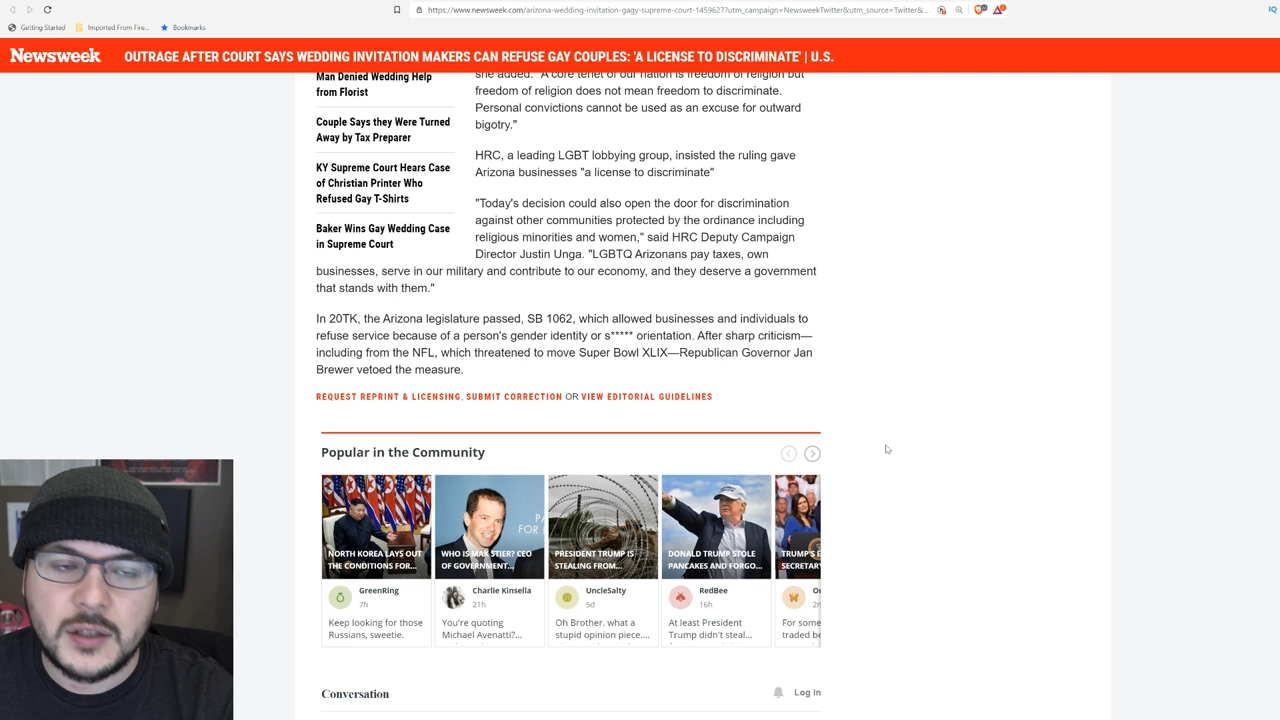 https://www.newsweek.com/arizona-wedding-invitation-gagy-supreme-court-1459627?utm_campaign=NewsweekTwitter&utm_source=Twitter&...
IQ
Getting Started
Imported From Fire...
Bookmarks
Newsweek
OUTRAGE AFTER COURT SAYS WEDDING INVITATION MAKERS CAN REFUSE GAY COUPLES: 'A LICENSE TO DISCRIMINATE' | U.S.
Man Denied Wedding Help
from Florist
Couple Says they Were Turned
Away by Tax Preparer
KY Supreme Court Hears Case
of Christian Printer Who
Refused Gay T-Shirts
Baker Wins Gay Wedding Case
in Supreme Court
she added. "A core tenet of our nation is freedom of religion but
freedom of religion does not mean freedom to discriminate.
Personal convictions cannot be used as an excuse for outward
bigotry."
HRC, a leading LGBT lobbying group, insisted the ruling gave
Arizona businesses "a license to discriminate"
"Today's decision could also open the door for discrimination
against other communities protected by the ordinance including
religious minorities and women," said HRC Deputy Campaign
Director Justin Unga. "LGBTQ Arizonans pay taxes, own
businesses, serve in our military and contribute to our economy, and they deserve a government
that stands with them."
In 20TK, the Arizona legislature passed, SB 1062, which allowed businesses and individuals to
refuse service because of a person's gender identity or s***** orientation. After sharp criticism—
including from the NFL, which threatened to move Super Bowl XLIX—Republican Governor Jan
Brewer vetoed the measure.
REQUEST REPRINT & LICENSING, SUBMIT CORRECTION OR VIEW EDITORIAL GUIDELINES
Popular in the Community
NORTH KOREA LAYS OUT
THE CONDITIONS FOR...
GreenRing
7h
Keep looking for those
Russians, sweetie.
WHO IS MAX STIER? CEO
OF GOVERNMENT...
Charlie Kinsella
21h
You're quoting
Michael Avenatti?...
PRESIDENT TRUMP IS
STEALING FROM...
UncleSalty
5d
Oh Brother. what a
stupid opinion piece....
DONALD TRUMP STOLE
PANCAKES AND FORGO...
RedBee
16h
At least President
Trump didn't steal...
TRUMP'S
SECRETARY
For some
traded
Conversation
Log In